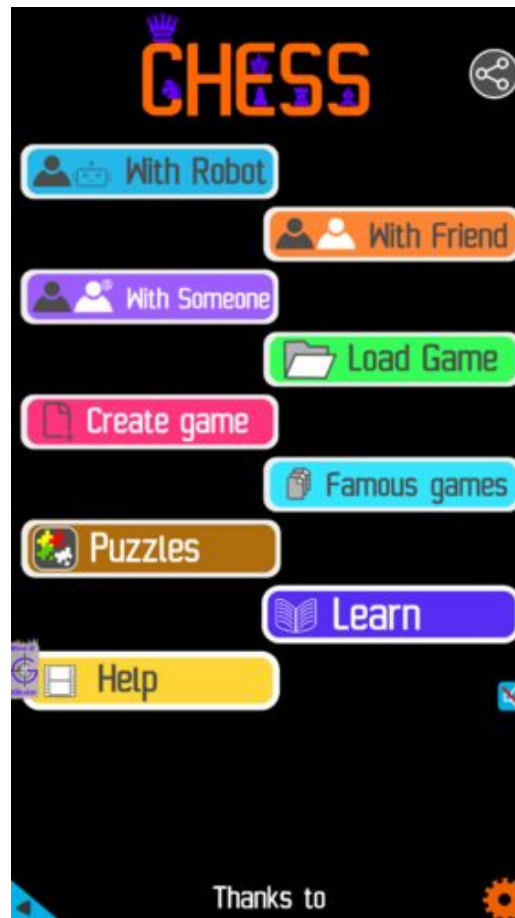 CHESS
With Robot
With Friend
With Someone
Load Game
Create game
Famous games
Puzzles
Learn
Help
Thanks to